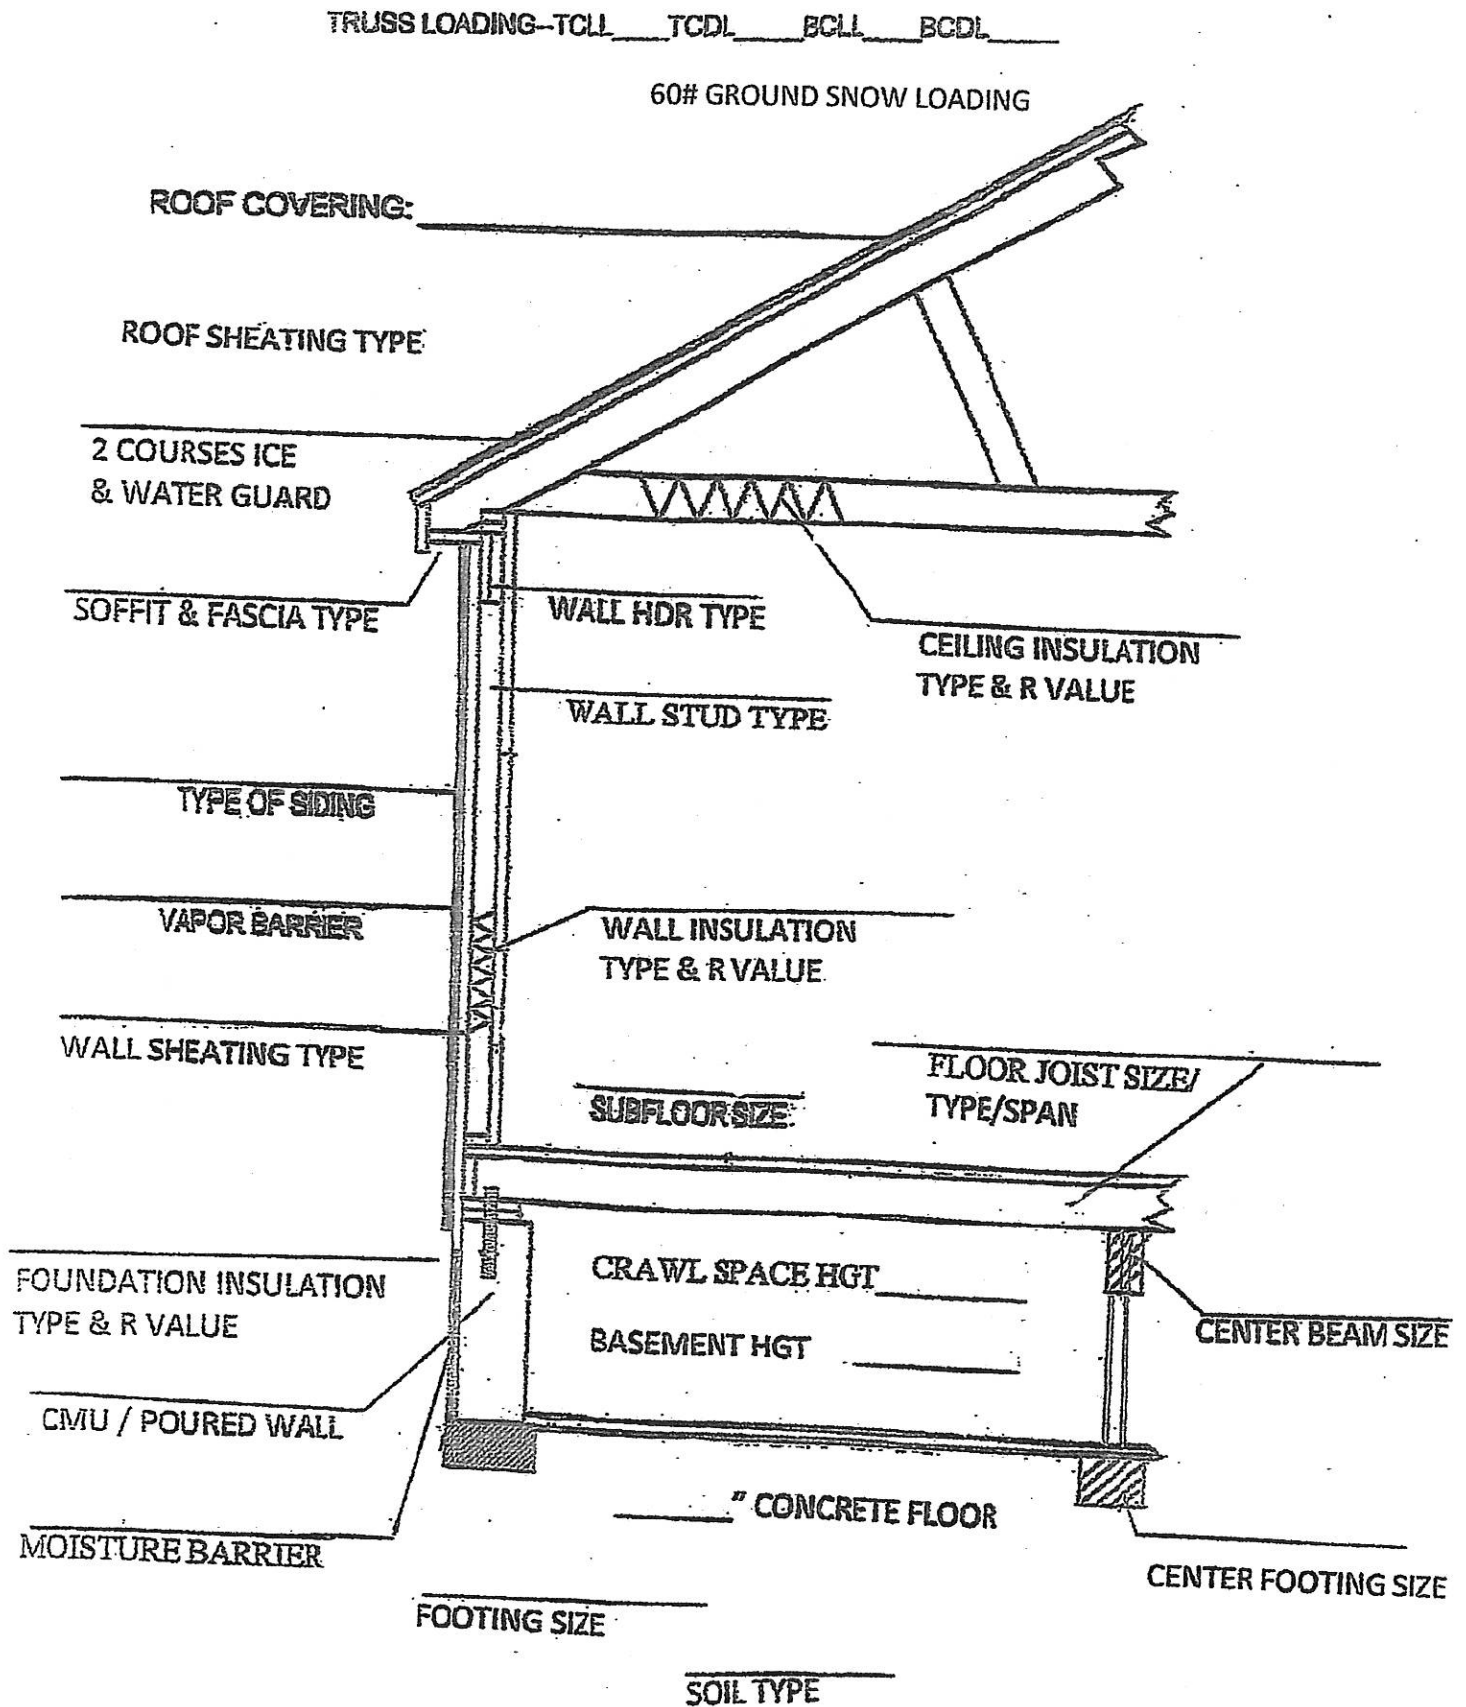 TRUSS LOADING--TCLL____TCDL_____BCLL____BCDL_____
60# GROUND SNOW LOADING
ROOF COVERING:
ROOF SHEATING TYPE
2 COURSES ICE
& WATER GUARD
SOFFIT & FASCIA TYPE
WALL HDR TYPE
CEILING INSULATION
TYPE & R VALUE
WALL STUD TYPE
TYPE OF SIDING
VAPOR BARRIER
WALL INSULATION
TYPE & R VALUE
WALL SHEATING TYPE
FLOOR JOIST SIZE/
TYPE/SPAN
SUBFLOOR SIZE
CRAWL SPACE HGT
FOUNDATION INSULATION
TYPE & R VALUE
CENTER BEAM SIZE
BASEMENT HGT
CMU / POURED WALL
_______" CONCRETE FLOOR
MOISTURE BARRIER
CENTER FOOTING SIZE
FOOTING SIZE
SOIL TYPE